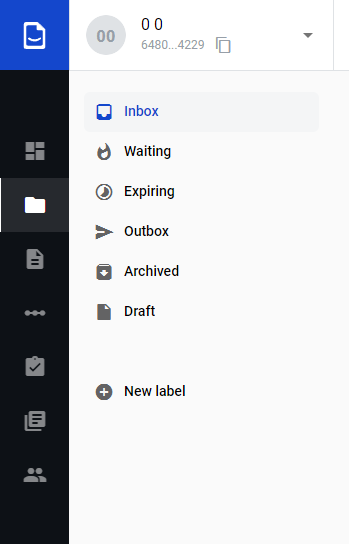 00
0 0
6480...4229
Inbox
Waiting
Expiring
Outbox
Archived
Draft
New label